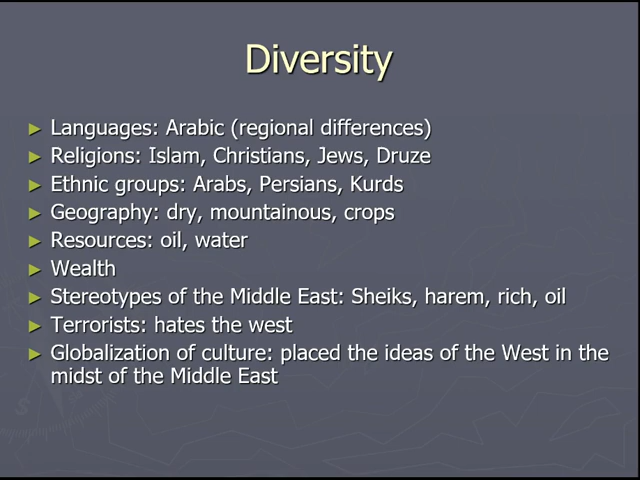 Diversity
► Languages: Arabic (regional differences)
► Religions: Islam, Christians, Jews, Druze
► Ethnic groups: Arabs, Persians, Kurds
► Geography: dry, mountainous, crops
► Resources: oil, water
► Wealth
► Stereotypes of the Middle East: Sheiks, harem, rich, oil
► Terrorists: hates the west
► Globalization of culture: placed the ideas of the West in the
midst of the Middle East